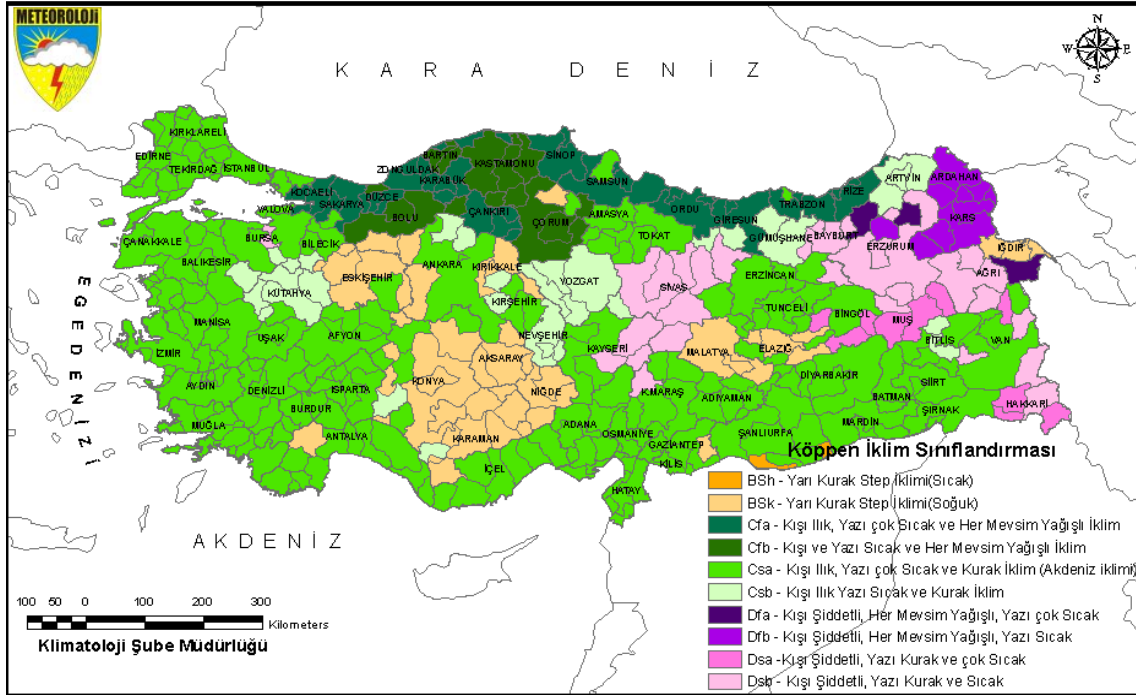 METEOROLOJİ
N
W E
S
KARA DENİZ
EGE DENİZİ
AKDENİZ
KIRKLARELİ
EDİRNE
TEKİRDAĞ
İSTANBUL
KOCAELİ
SAKARYA
YALOVA
DÜZCE
BOLU
ZONGULDAK
BARTIN
KARABÜK
KASTAMONU
SİNOP
ÇANKIRI
ÇORUM
SAMSUN
AMASYA
TOKAT
ORDU
GİRESUN
TRABZON
GÜMÜŞHANE
RİZE
ARTVİN
ARDAHAN
KARS
BAYBURT
ERZURUM
IĞDIR
AĞRI
ÇANAKKALE
BURSA
BİLECİK
BALIKESİR
ESKİŞEHİR
KÜTAHYA
ANKARA
KIRIKKALE
KIRŞEHİR
YOZGAT
SİVAS
ERZİNCAN
TUNCELİ
BİNGÖL
MUŞ
BİTLİS
VAN
MANİSA
UŞAK
AFYON
İZMİR
AYDIN
DENİZLİ
ISPARTA
BURDUR
MUĞLA
ANTALYA
KONYA
AKSARAY
NEVŞEHİR
NİĞDE
KAYSERİ
KARAMAN
İÇEL
ADANA
OSMANİYE
HATAY
K.MARAŞ
MALATYA
ELAZIĞ
ADIYAMAN
GAZİANTEP
KİLİS
ŞANLIURFA
DİYARBAKIR
MARDİN
BATMAN
SİİRT
ŞIRNAK
HAKKARİ
Köppen İklim Sınıflandırması
BSh - Yarı Kurak Step İklimi(Sıcak)
BSk - Yarı Kurak Step İklimi(Soğuk)
Cfa - Kışı Ilık, Yazı çok Sıcak ve Her Mevsim Yağışlı İklim
Cfb - Kışı ve Yazı Sıcak ve Her Mevsim Yağışlı İklim
Csa - Kışı Ilık, Yazı çok Sıcak ve Kurak İklim (Akdeniz iklimi)
Csb - Kışı Ilık Yazı Sıcak ve Kurak İklim
Dfa - Kışı Şiddetli, Her Mevsim Yağışlı, Yazı çok Sıcak
Dfb - Kışı Şiddetli, Her Mevsim Yağışlı, Yazı Sıcak
Dsa -Kışı Şiddetli, Yazı Kurak ve çok Sıcak
Dsb - Kışı Şiddetli, Yazı Kurak ve Sıcak
100 50 0 100 200 300
Kilometers
Klimatoloji Şube Müdürlüğü